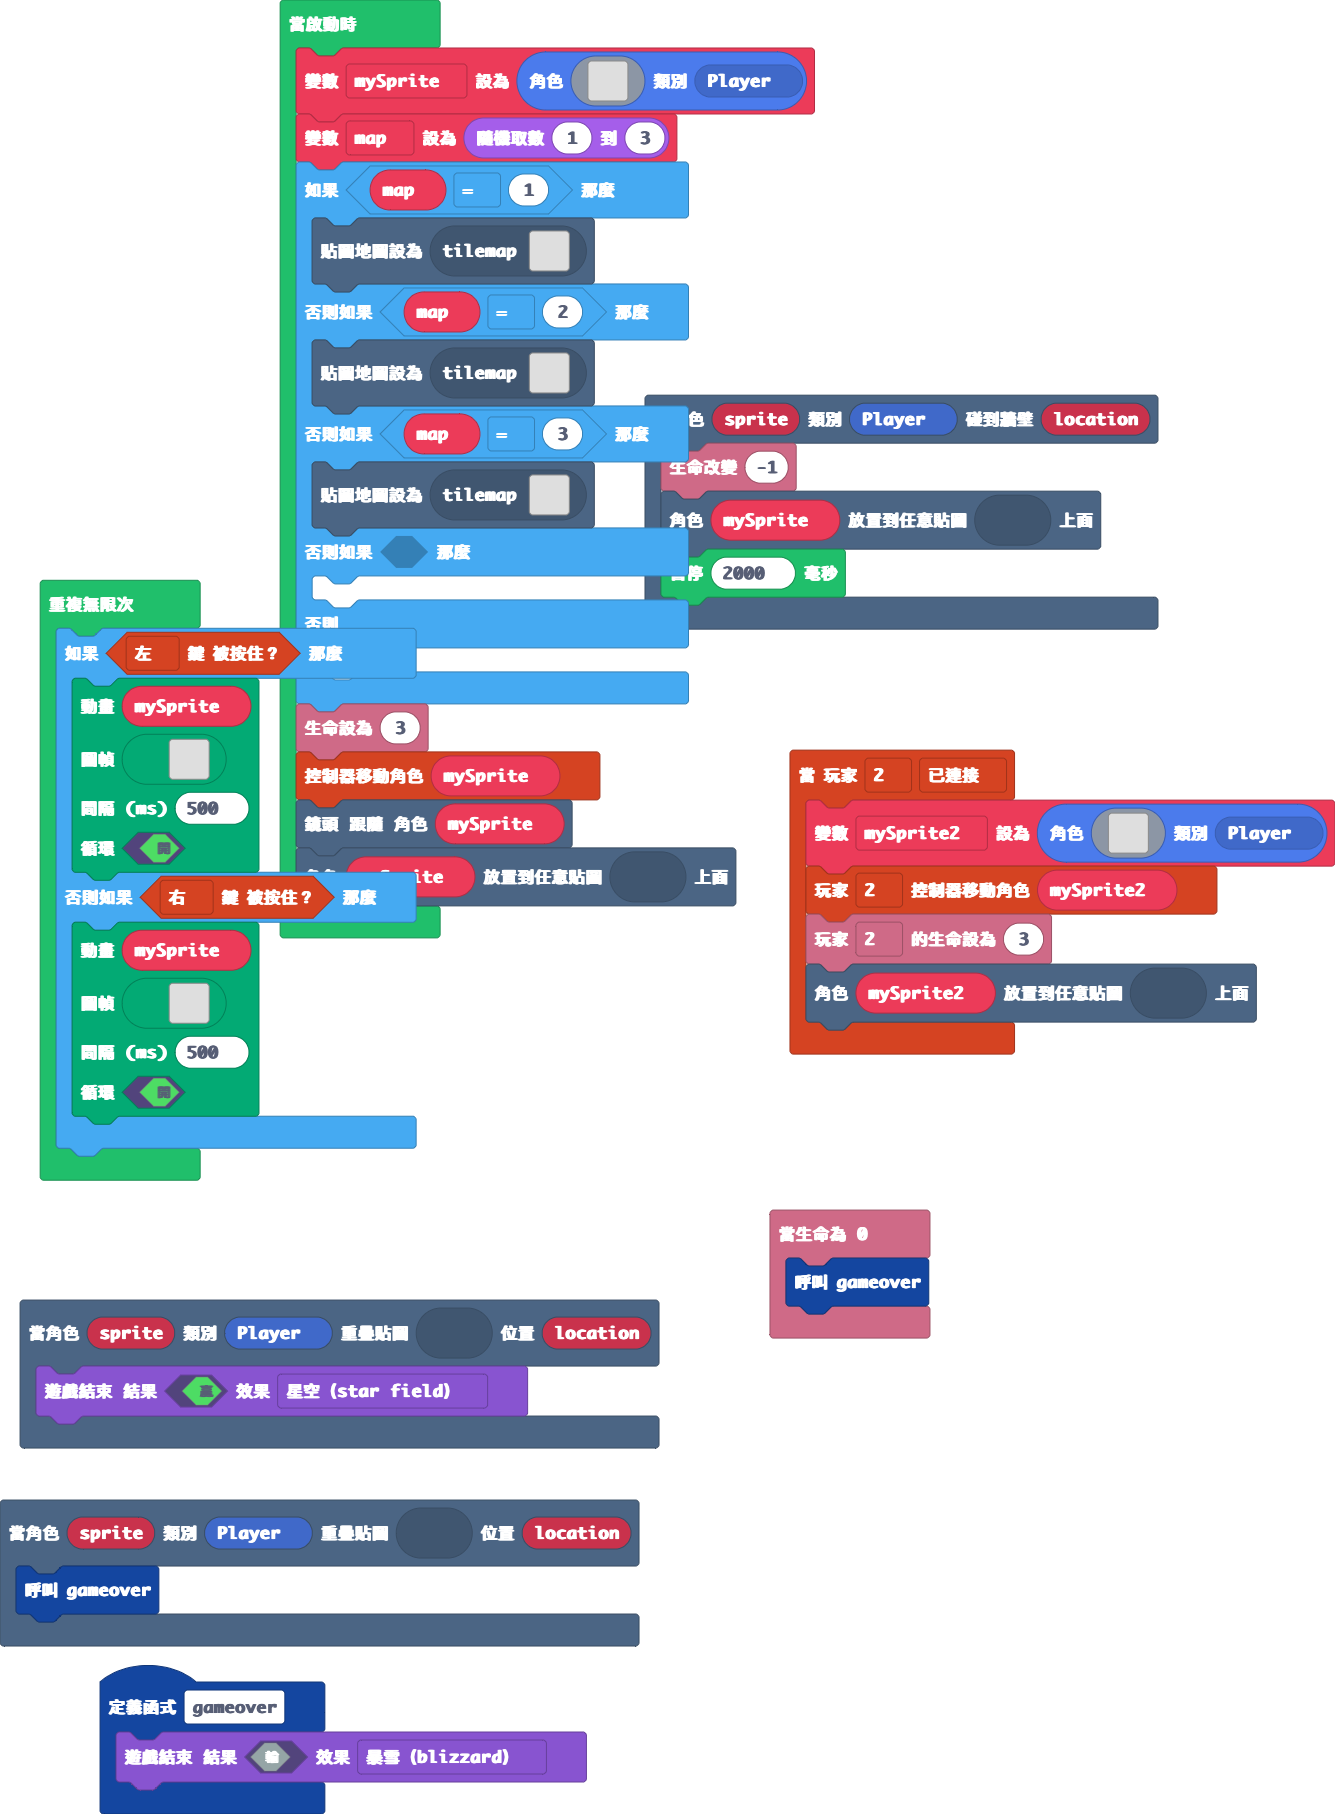 當啟動時
變數 mySprite 設為 角色 類別 Player
變數 map 設為 隨機取數 1 到 3
如果 map = 1 那麼
貼圖地圖設為 tilemap
否則如果 map = 2 那麼
貼圖地圖設為 tilemap
否則如果 map = 3 那麼
貼圖地圖設為 tilemap
否則如果 那麼
否則
生命設為 3
控制器移動角色 mySprite
鏡頭 跟隨 角色 mySprite
放置到任意貼圖 上面
色 sprite 類別 Player 碰到牆壁 location
生命改變 -1
角色 mySprite 放置到任意貼圖 上面
停 2000 毫秒
重複無限次
如果 左 鍵 被按住？ 那麼
動畫 mySprite
圖幀
間隔 (ms) 500
循環 開
否則如果 右 鍵 被按住？ 那麼
動畫 mySprite
圖幀
間隔 (ms) 500
循環 開
當 玩家 2 已連接
變數 mySprite2 設為 角色 類別 Player
玩家 2 控制器移動角色 mySprite2
玩家 2 的生命設為 3
角色 mySprite2 放置到任意貼圖 上面
當生命為 0
呼叫 gameover
當角色 sprite 類別 Player 重疊貼圖 位置 location
遊戲結束 結果 贏 效果 星空 (star field)
當角色 sprite 類別 Player 重疊貼圖 位置 location
呼叫 gameover
定義函式 gameover
遊戲結束 結果 輸 效果 暴雪 (blizzard)